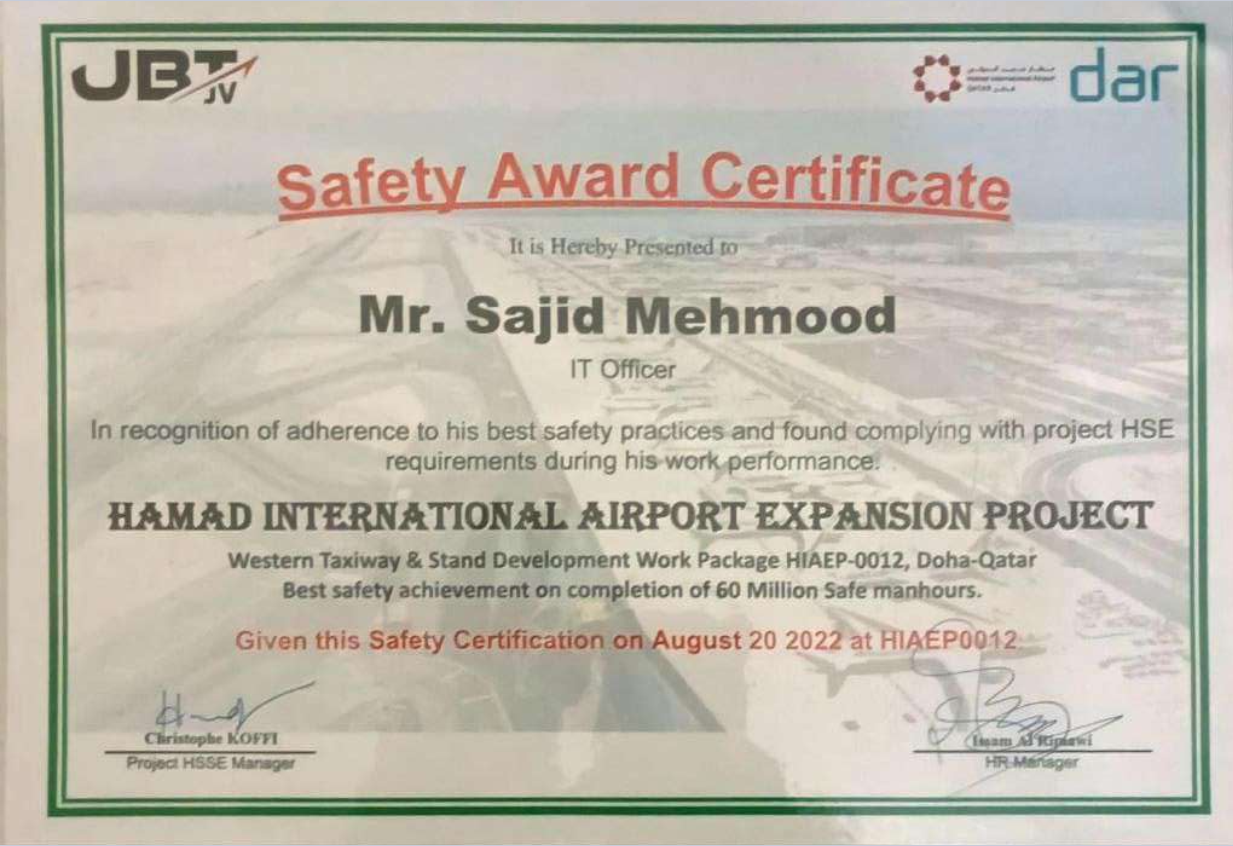 JBT
JV
dar
Safety Award Certificate
It is Hereby Presented to
Mr. Sajid Mehmood
IT Officer
In recognition of adherence to his best safety practices and found complying with project HSE
requirements during his work performance.
HAMAD INTERNATIONAL AIRPORT EXPANSION PROJECT
Western Taxiway & Stand Development Work Package HIAEP-0012, Doha-Qatar
Best safety achievement on completion of 60 Million Safe manhours.
Given this Safety Certification on August 20 2022 at HIAEP0012
Christophe KOFFI
Project HSSE Manager
Issam Al Rimawi
HR Manager